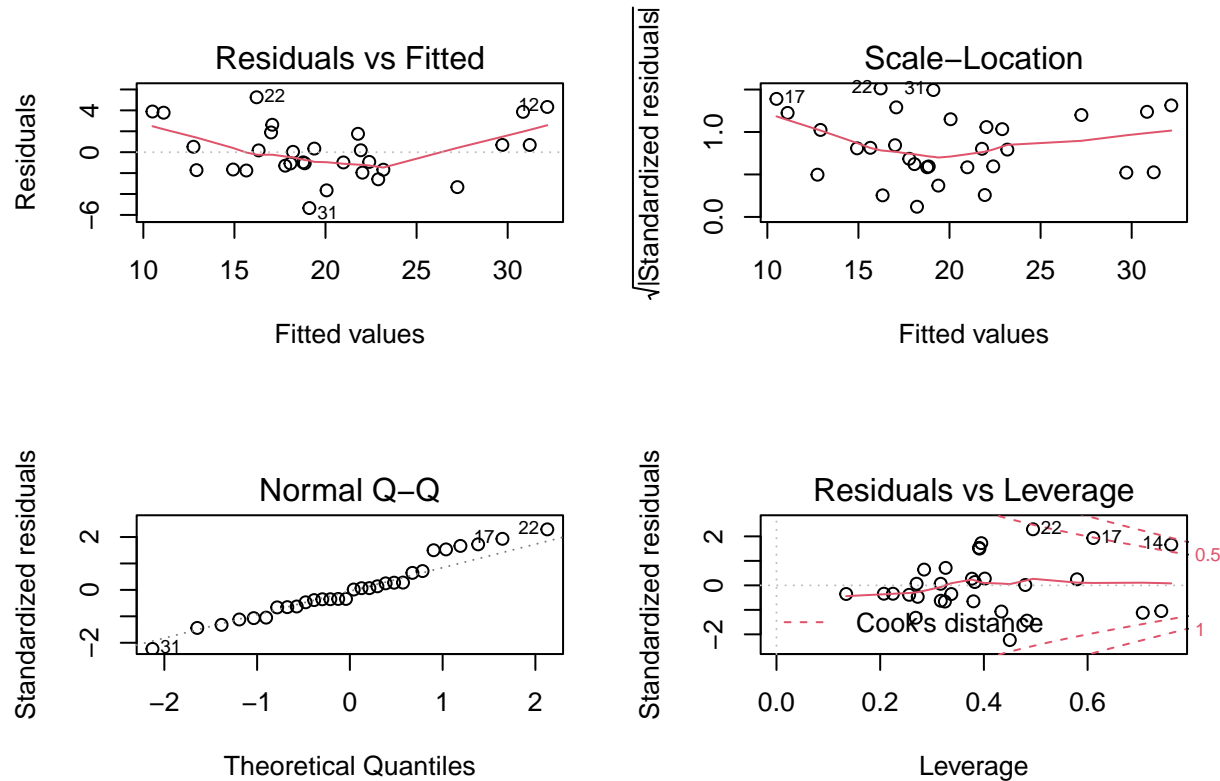 Residuals vs Fitted
Residuals
4
0
−6
22
12
31
10 15 20 25 30
Fitted values
Scale−Location
√|Standardized residuals|
1.0
0.0
17
22
31
10 15 20 25 30
Fitted values
Normal Q−Q
Standardized residuals
2
0
−2
17
22
31
−2 −1 0 1 2
Theoretical Quantiles
Residuals vs Leverage
Standardized residuals
2
0
−2
22
17
14
0.5
1
Cook's distance
0.0 0.2 0.4 0.6
Leverage